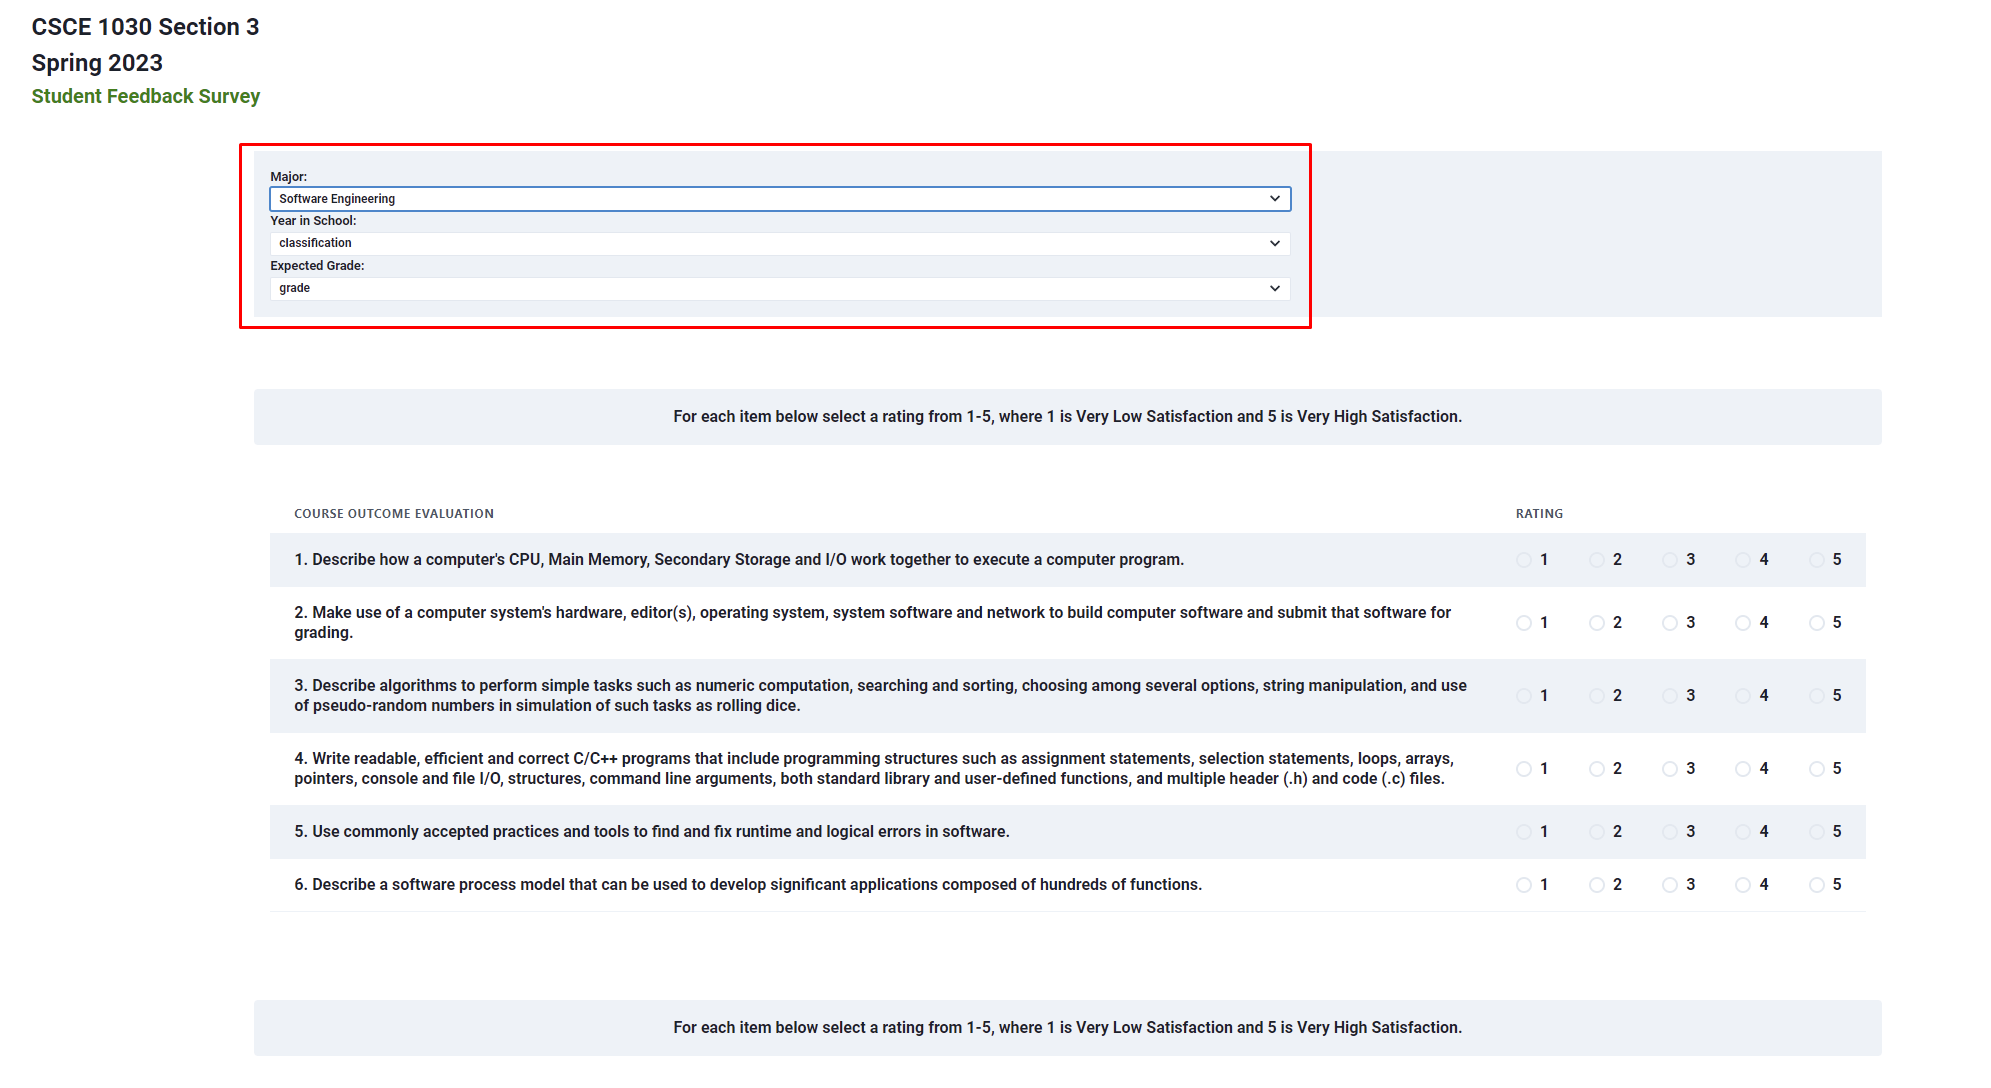 CSCE 1030 Section 3
Spring 2023
Student Feedback Survey
Major:
Software Engineering
Year in School:
classification
Expected Grade:
grade
For each item below select a rating from 1-5, where 1 is Very Low Satisfaction and 5 is Very High Satisfaction.
COURSE OUTCOME EVALUATION RATING
1. Describe how a computer's CPU, Main Memory, Secondary Storage and I/O work together to execute a computer program. 1 2 3 4 5
2. Make use of a computer system's hardware, editor(s), operating system, system software and network to build computer software and submit that software for
grading. 1 2 3 4 5
3. Describe algorithms to perform simple tasks such as numeric computation, searching and sorting, choosing among several options, string manipulation, and use
of pseudo-random numbers in simulation of such tasks as rolling dice. 1 2 3 4 5
4. Write readable, efficient and correct C/C++ programs that include programming structures such as assignment statements, selection statements, loops, arrays,
pointers, console and file I/O, structures, command line arguments, both standard library and user-defined functions, and multiple header (.h) and code (.c) files. 1 2 3 4 5
5. Use commonly accepted practices and tools to find and fix runtime and logical errors in software. 1 2 3 4 5
6. Describe a software process model that can be used to develop significant applications composed of hundreds of functions. 1 2 3 4 5
For each item below select a rating from 1-5, where 1 is Very Low Satisfaction and 5 is Very High Satisfaction.